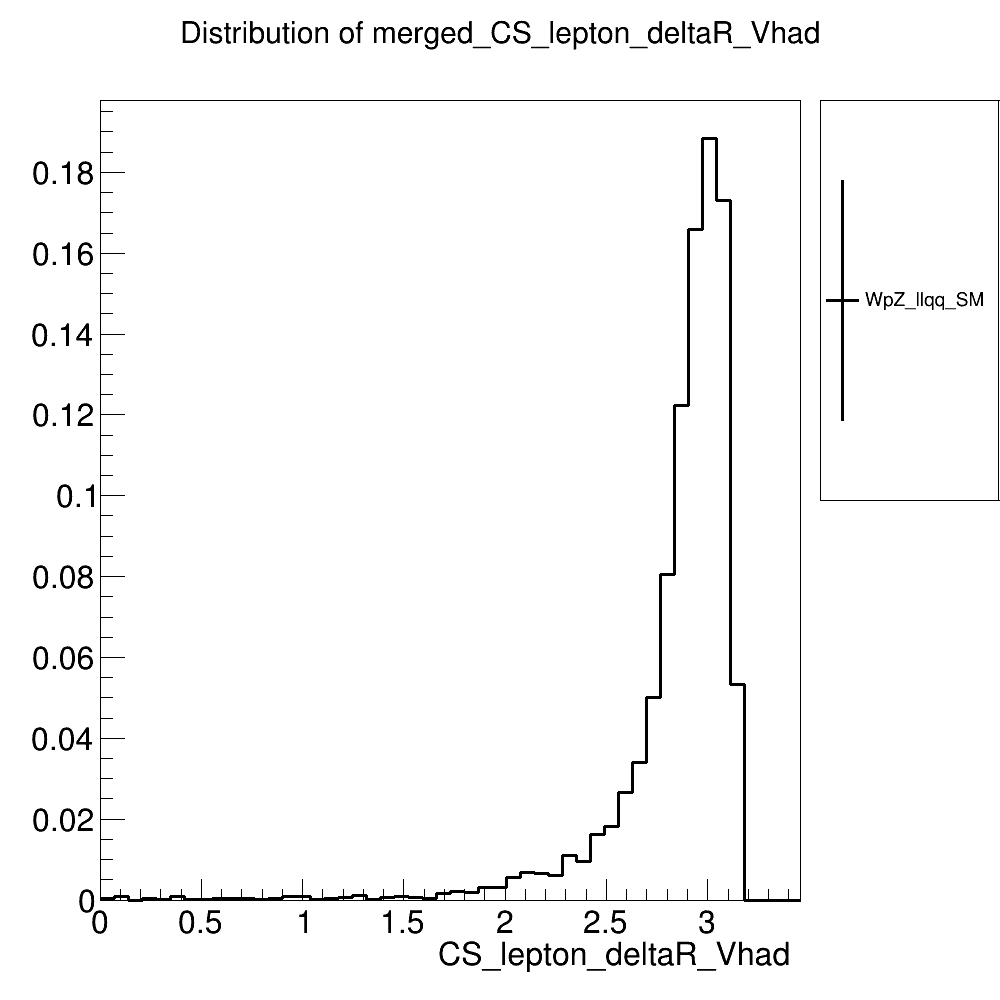 Distribution of merged_CS_lepton_deltaR_Vhad
0.18
0.16
0.14
0.12
0.1
0.08
0.06
0.04
0.02
0
0 0.5 1 1.5 2 2.5 3
CS_lepton_deltaR_Vhad
WpZ_llqq_SM